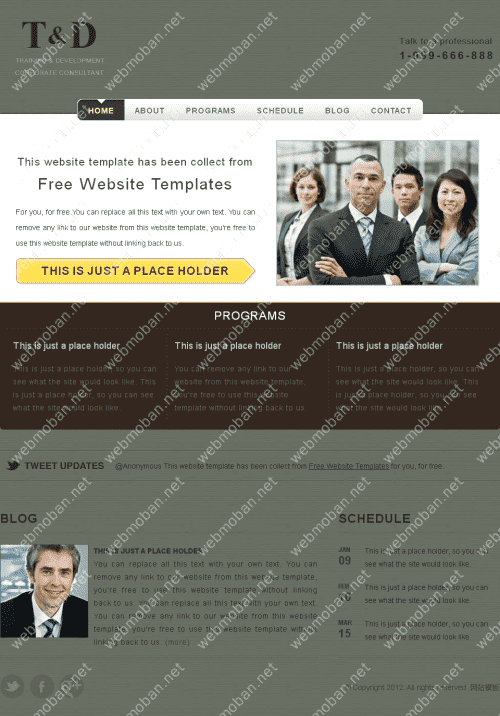 T&D
TRAINING & DEVELOPMENT
CORPORATE CONSULTANT
Talk to a professional
1-999-666-888
HOME ABOUT PROGRAMS SCHEDULE BLOG CONTACT
This website template has been collect from
Free Website Templates
For you, for free.You can replace all this text with your own text. You can
remove any link to our website from this website template, you're free to
use this website template without linking back to us.
THIS IS JUST A PLACE HOLDER
PROGRAMS
This is just a place holder
This is just a place holder, so you can
see what the site would look like. This
is just a place holder, so you can see
what the site would look like.
This is just a place holder
You can remove any link to our
website from this website template,
you're free to use this website
template without linking back to us.
This is just a place holder
This is just a place holder, so you can
see what the site would look like. This
is just a place holder, so you can see
what the site would look like.
TWEET UPDATES @Anonymous This website template has been collect from Free Website Templates for you, for free.
BLOG
THIS IS JUST A PLACE HOLDER
You can replace all this text with your own text. You can
remove any link to our website from this website template,
you're free to use this website template without linking
back to us. You can replace all this text with your own text.
You can remove any link to our website from this website
template, you're free to use this website template without
linking back to us. (more)
SCHEDULE
JAN
09
This is just a place holder, so you can
see what the site would look like.
This is just a place holder, so you can
see what the site would look like.
MAR
15
This is just a place holder, so you can
see what the site would look like.
Copyright 2012. All rights reserved. 网站模板
webmoban.net